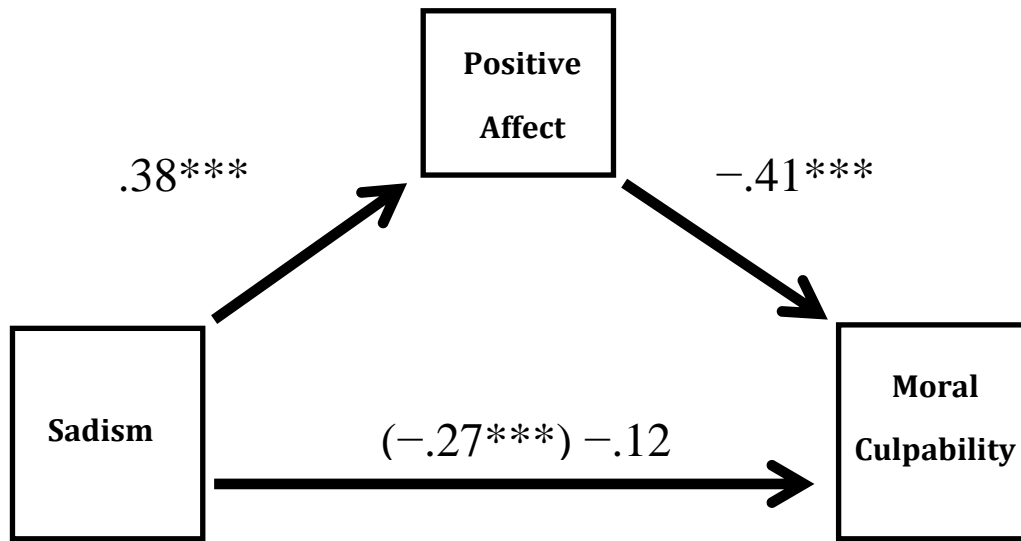 Positive
Affect
.38***
−.41***
Sadism
(−.27***) −.12
Moral
Culpability